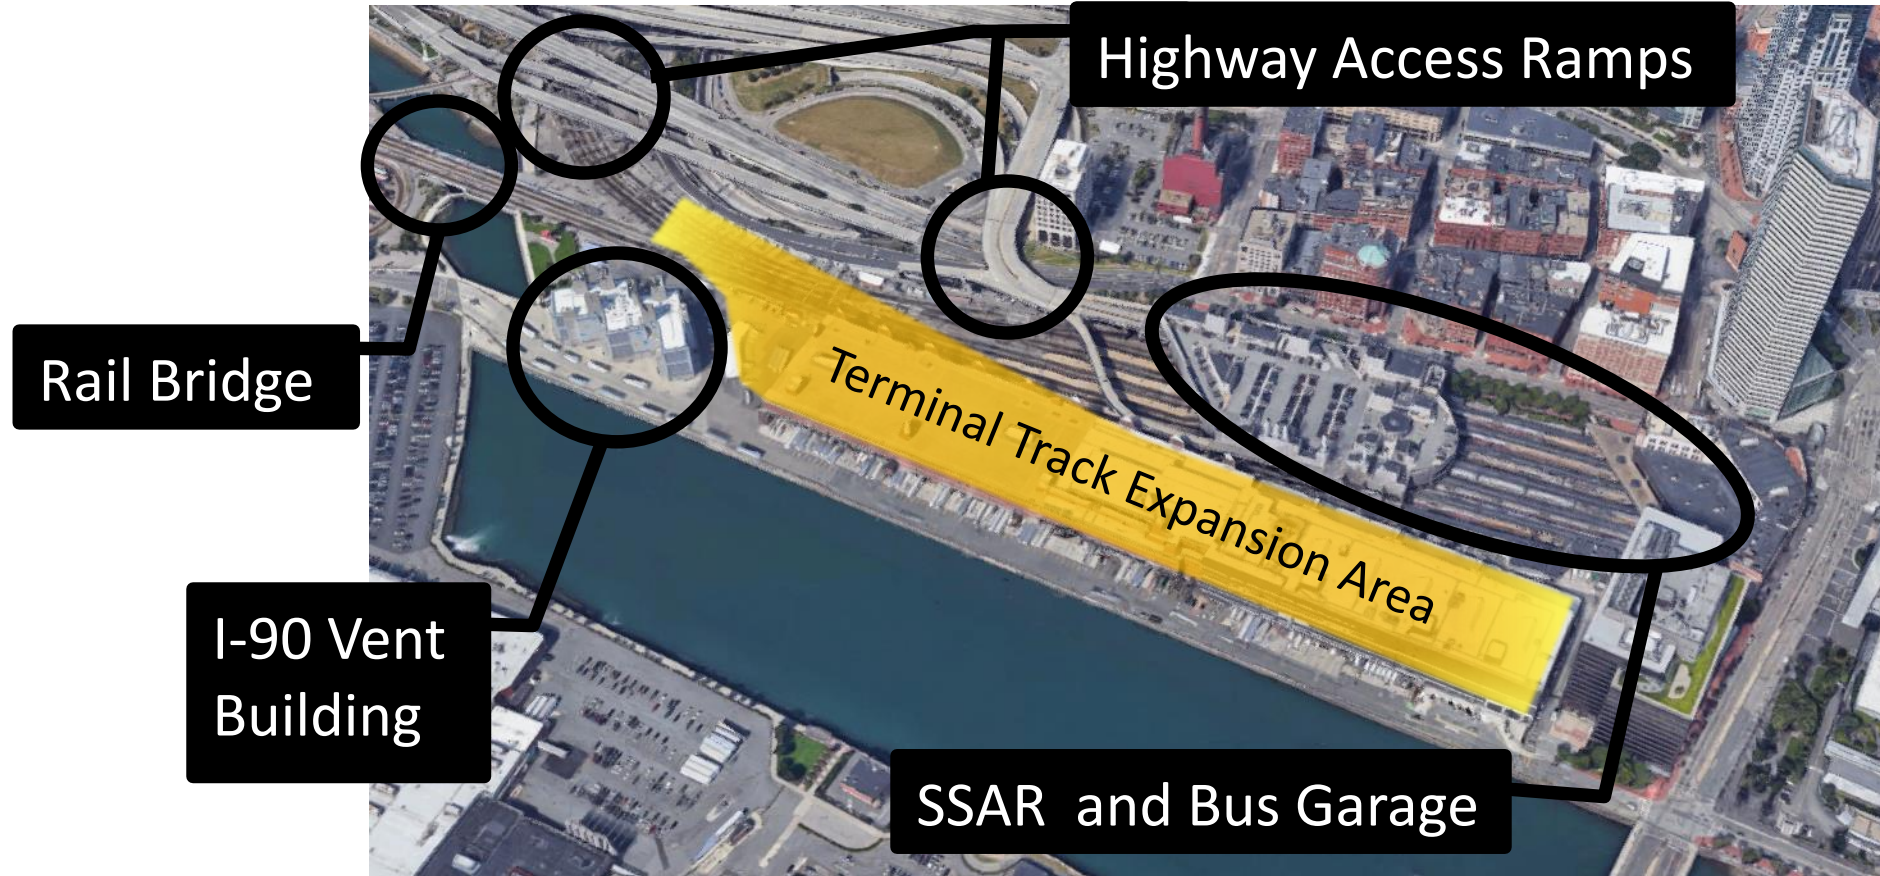 Highway Access Ramps
Rail Bridge
Terminal Track Expansion Area
I-90 Vent
Building
SSAR  and Bus Garage